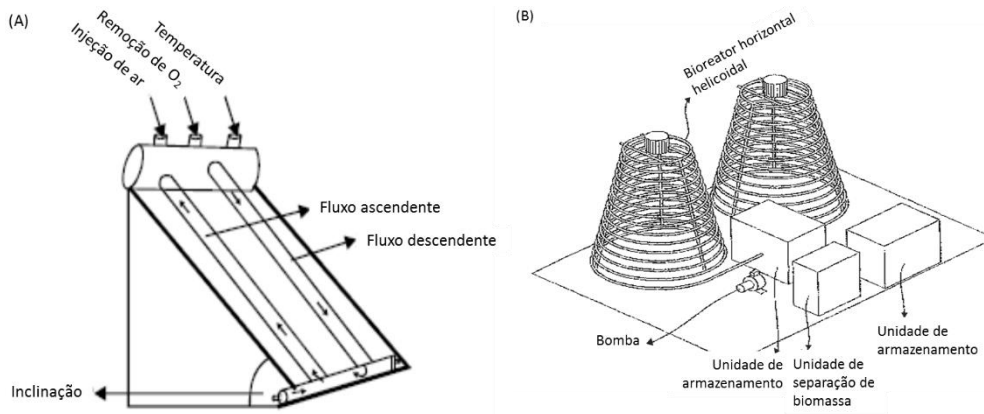 (A)
Injeção de ar
Remoção de O2
Temperatura
Fluxo ascendente
Fluxo descendente
Inclinação
(B)
Bioreator horizontal
helicoidal
Bomba
Unidade de
armazenamento
Unidade de
separação de
biomassa
Unidade de
armazenamento